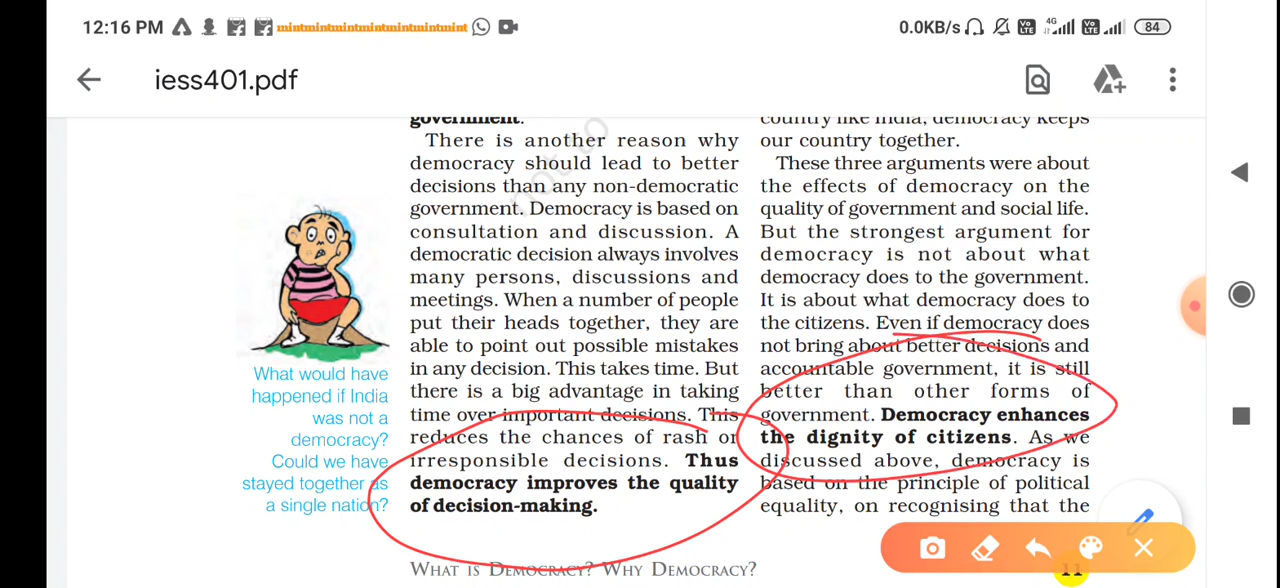 12:16 PM
mintmintmintmintmintmintmint
0.0KB/s
Vo LTE
4G
Vo LTE
84
iess401.pdf
government.
There is another reason why
democracy should lead to better
decisions than any non-democratic
government. Democracy is based on
consultation and discussion. A
democratic decision always involves
many persons, discussions and
meetings. When a number of people
put their heads together, they are
able to point out possible mistakes
in any decision. This takes time. But
there is a big advantage in taking
time over important decisions. This
reduces the chances of rash or
irresponsible decisions. Thus
democracy improves the quality
of decision-making.
What would have
happened if India
was not a
democracy?
Could we have
stayed together as
a single nation?
country like India, democracy keeps
our country together.
These three arguments were about
the effects of democracy on the
quality of government and social life.
But the strongest argument for
democracy is not about what
democracy does to the government.
It is about what democracy does to
the citizens. Even if democracy does
not bring about better decisions and
accountable government, it is still
better than other forms of
government. Democracy enhances
the dignity of citizens. As we
discussed above, democracy is
based on the principle of political
equality, on recognising that the
not to
What is Democracy? Why Democracy?
11